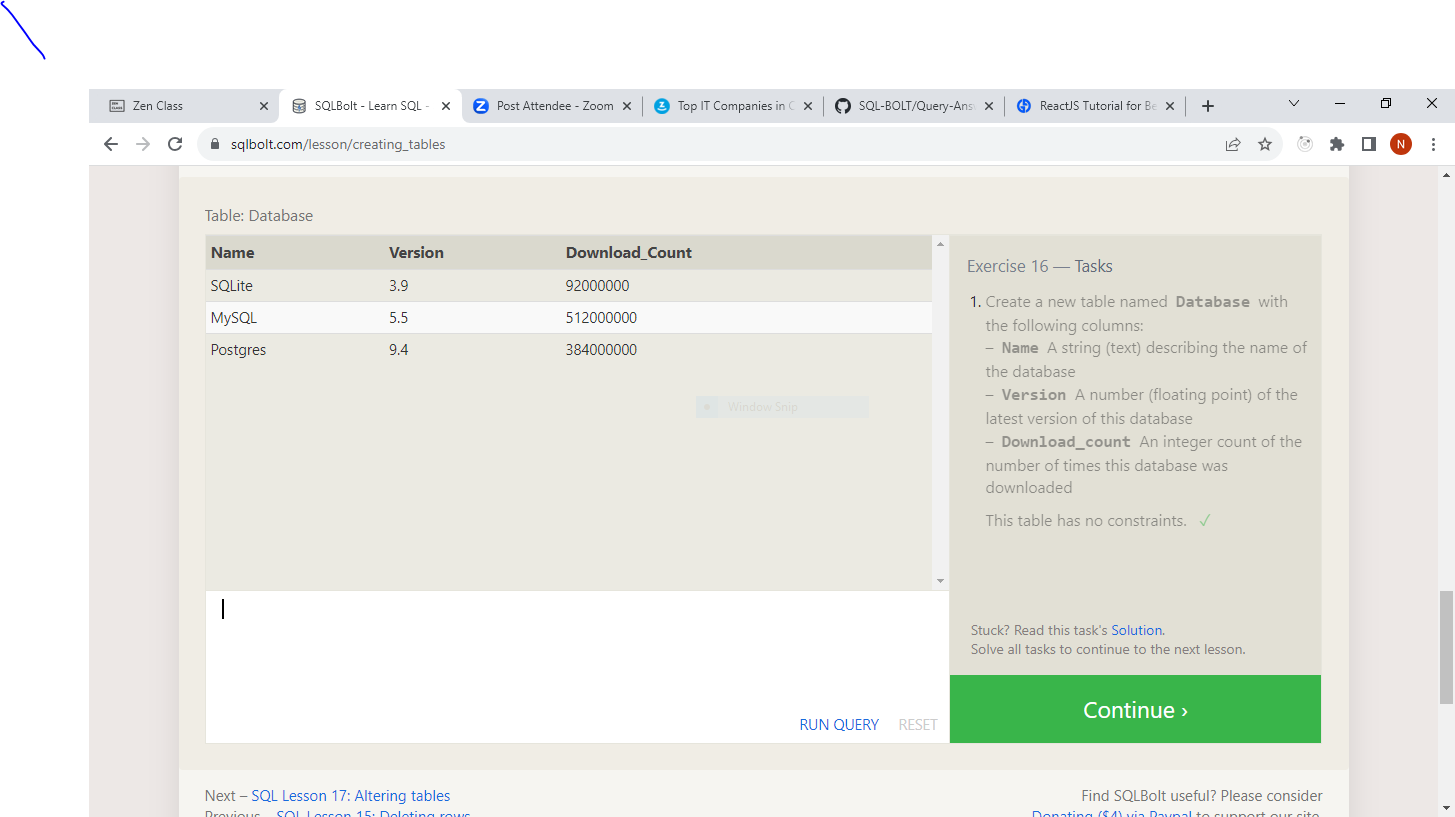 Zen Class
SQLBolt - Learn SQL -
Post Attendee - Zoom
Top IT Companies in
SQL-BOLT/Query-Ans
ReactJS Tutorial for Be
sqlbolt.com/lesson/creating_tables
N
Table: Database
Name Version Download_Count
SQLite 3.9 92000000
MySQL 5.5 512000000
Postgres 9.4 384000000
Window Snip
Exercise 16 — Tasks
1. Create a new table named Database with
the following columns:
– Name A string (text) describing the name of
the database
– Version A number (floating point) of the
latest version of this database
– Download_count An integer count of the
number of times this database was
downloaded
This table has no constraints. ✓
Stuck? Read this task's Solution.
Solve all tasks to continue to the next lesson.
RUN QUERY RESET
Continue ›
Next – SQL Lesson 17: Altering tables
Previous – SQL Lesson 15: Deleting rows
Find SQLBolt useful? Please consider
Donating ($4) via Paypal to support our site.